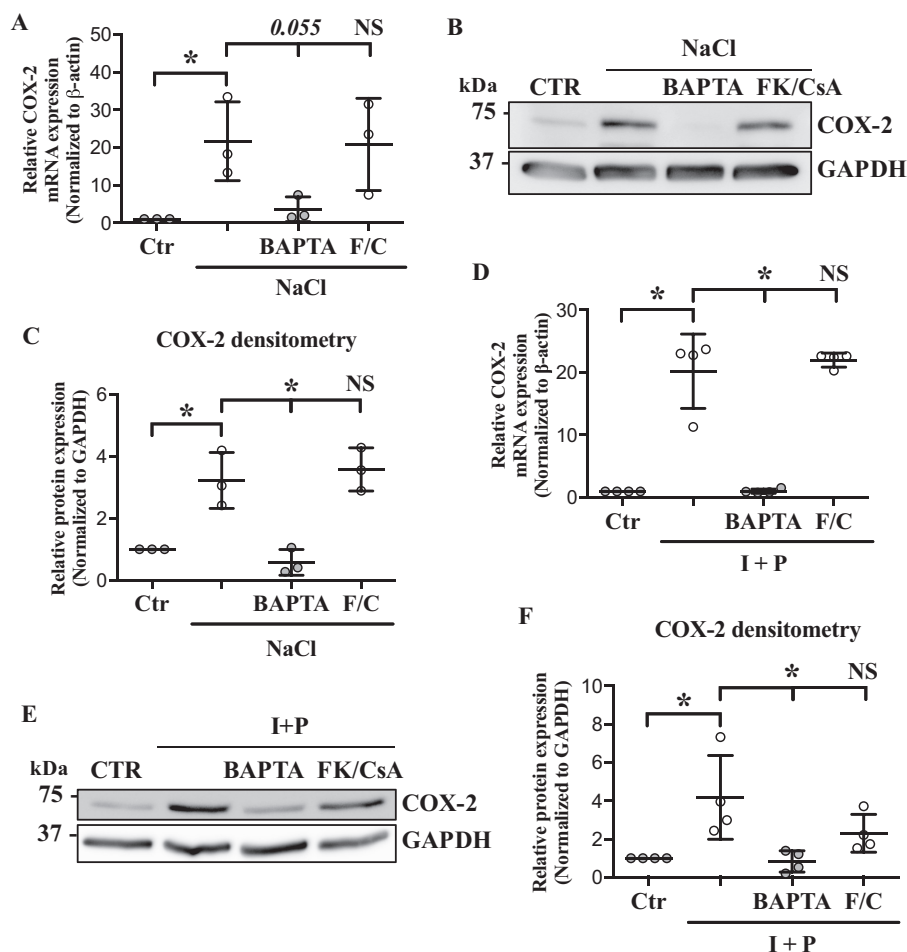 A
* 0.055 NS
Relative COX-2
mRNA expression
(Normalized to β-actin)
50
40
30
20
10
0
Ctr BAPTA F/C
NaCl
B
NaCl
kDa CTR BAPTA FK/CsA
75 COX-2
37 GAPDH
C
COX-2 densitometry
* * NS
Relative protein expression
(Normalized to GAPDH)
6
4
2
0
Ctr BAPTA F/C
NaCl
D
* * NS
Relative COX-2
mRNA expression
(Normalized to β-actin)
30
20
10
0
Ctr BAPTA F/C
I + P
E
I+P
kDa CTR BAPTA FK/CsA
75 COX-2
37 GAPDH
F
COX-2 densitometry
* * NS
Relative protein expression
(Normalized to GAPDH)
10
8
6
4
2
0
Ctr BAPTA F/C
I + P